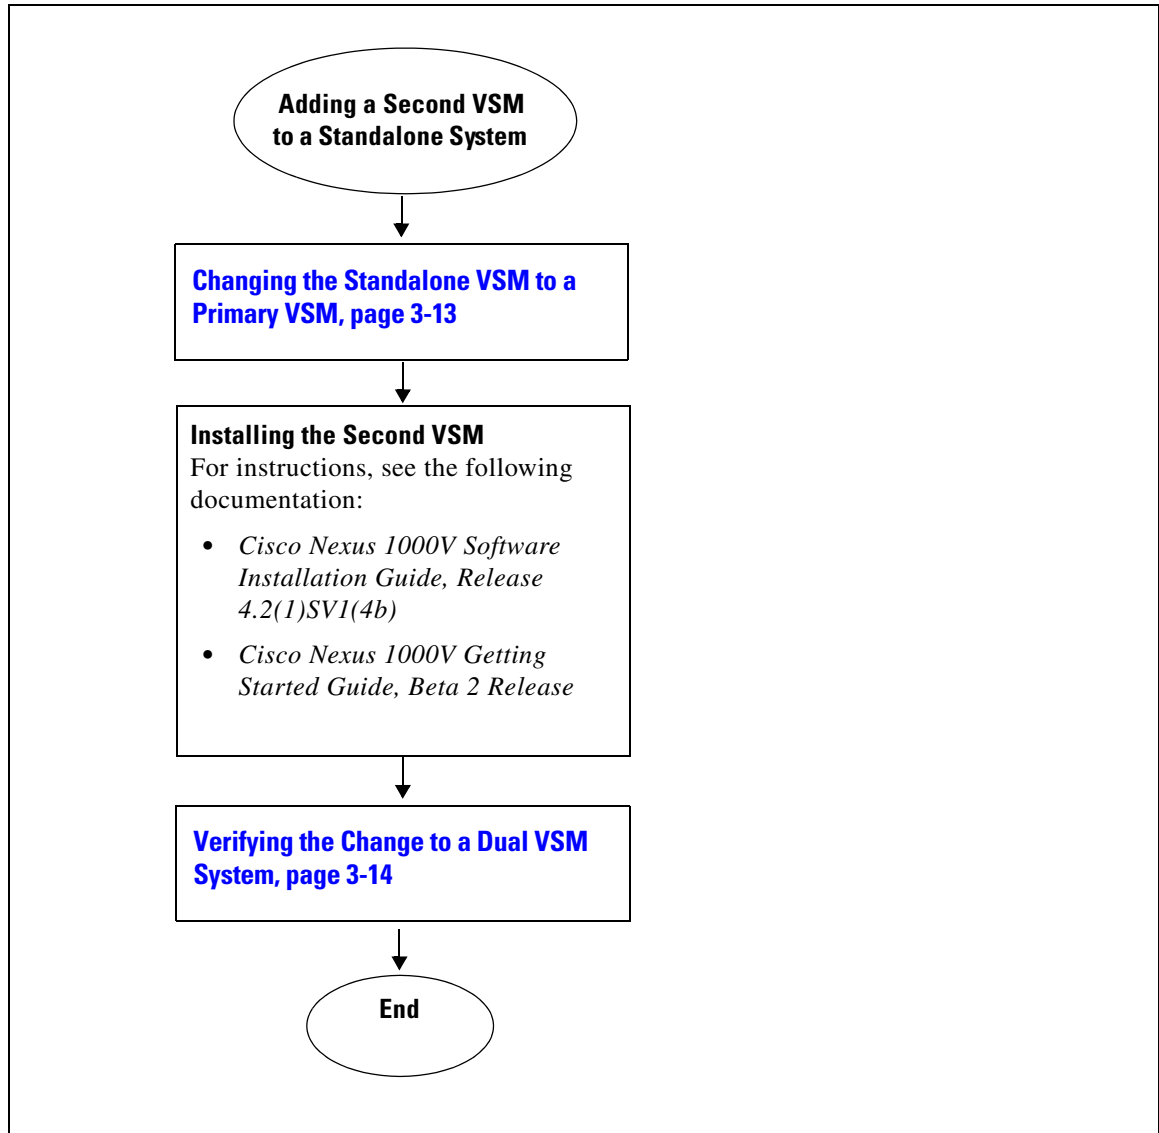 Adding a Second VSM
to a Standalone System
Changing the Standalone VSM to a
Primary VSM, page 3-13
Installing the Second VSM
For instructions, see the following
documentation:
• Cisco Nexus 1000V Software
Installation Guide, Release
4.2(1)SV1(4b)
• Cisco Nexus 1000V Getting
Started Guide, Beta 2 Release
Verifying the Change to a Dual VSM
System, page 3-14
End